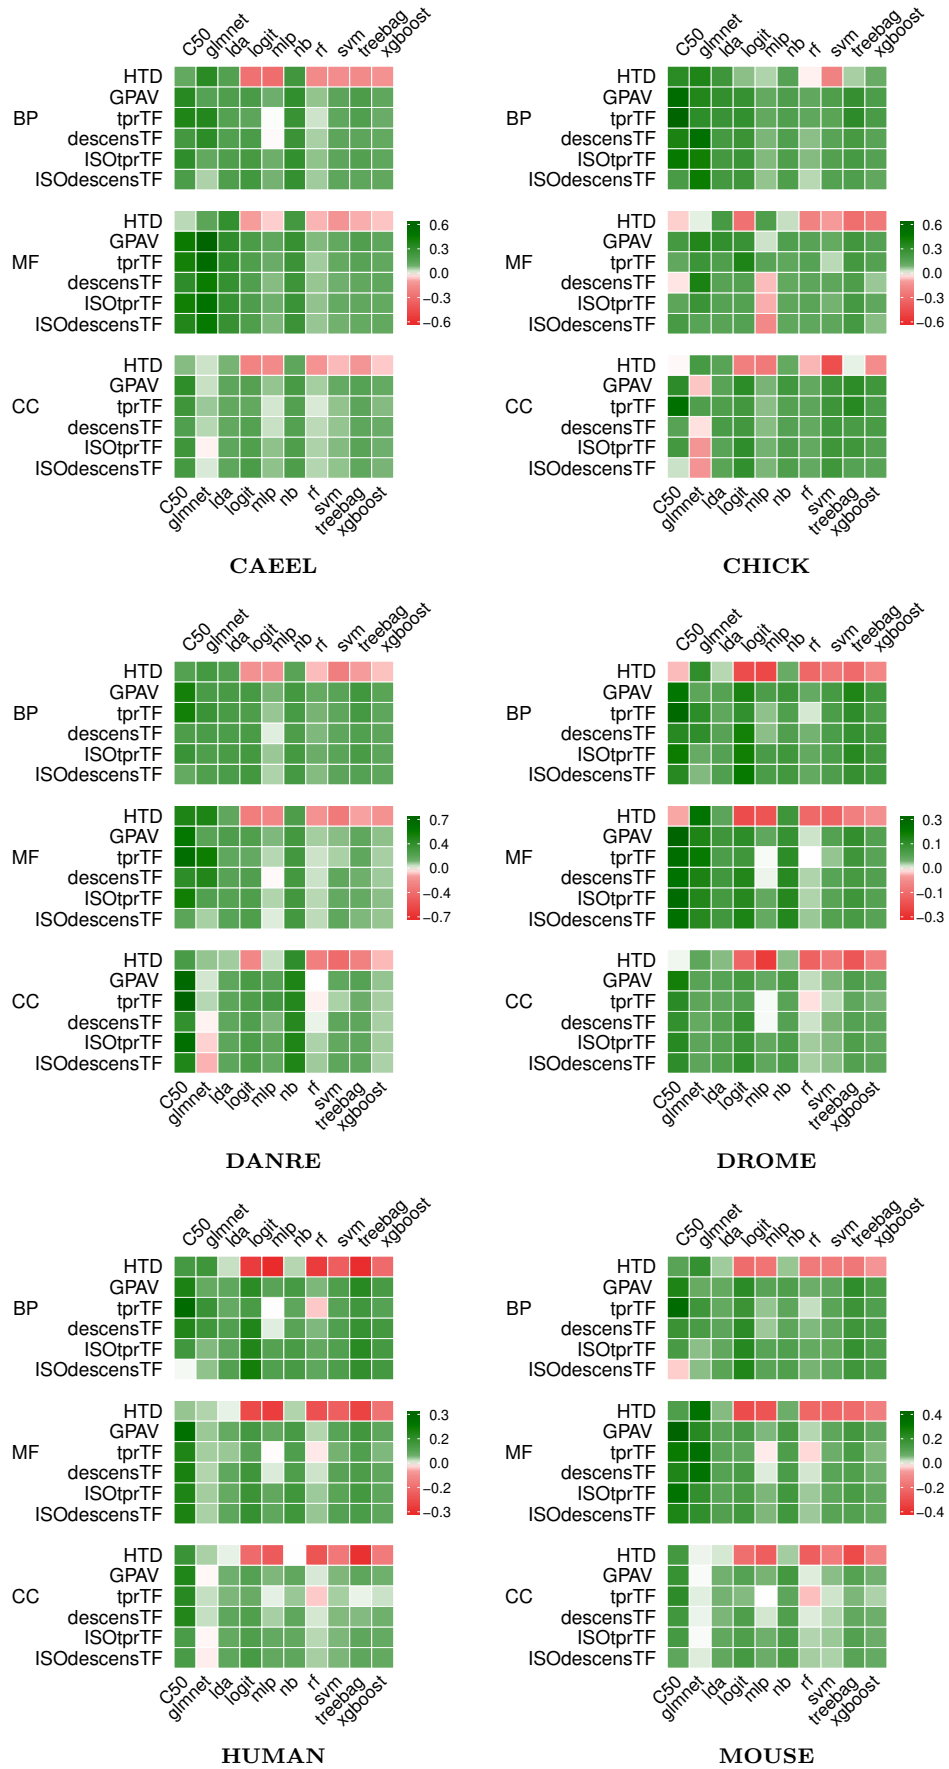 C50 glmnet lda logit mlp nb rf svm treebag xgboost
HTD
GPAV
BP tprTF
descensTF
ISOtprTF
ISOdescensTF
HTD
GPAV
MF tprTF
descensTF
ISOtprTF
ISOdescensTF
0.6
0.3
0.0
−0.3
−0.6
HTD
GPAV
CC tprTF
descensTF
ISOtprTF
ISOdescensTF
C50 glmnet lda logit mlp nb rf svm treebag xgboost
CAEEL
C50 glmnet lda logit mlp nb rf svm treebag xgboost
HTD
GPAV
BP tprTF
descensTF
ISOtprTF
ISOdescensTF
HTD
GPAV
MF tprTF
descensTF
ISOtprTF
ISOdescensTF
0.6
0.3
0.0
−0.3
−0.6
HTD
GPAV
CC tprTF
descensTF
ISOtprTF
ISOdescensTF
C50 glmnet lda logit mlp nb rf svm treebag xgboost
CHICK
C50 glmnet lda logit mlp nb rf svm treebag xgboost
HTD
GPAV
BP tprTF
descensTF
ISOtprTF
ISOdescensTF
HTD
GPAV
MF tprTF
descensTF
ISOtprTF
ISOdescensTF
0.7
0.4
0.0
−0.4
−0.7
HTD
GPAV
CC tprTF
descensTF
ISOtprTF
ISOdescensTF
C50 glmnet lda logit mlp nb rf svm treebag xgboost
DANRE
C50 glmnet lda logit mlp nb rf svm treebag xgboost
HTD
GPAV
BP tprTF
descensTF
ISOtprTF
ISOdescensTF
HTD
GPAV
MF tprTF
descensTF
ISOtprTF
ISOdescensTF
0.3
0.1
0.0
−0.1
−0.3
HTD
GPAV
CC tprTF
descensTF
ISOtprTF
ISOdescensTF
C50 glmnet lda logit mlp nb rf svm treebag xgboost
DROME
C50 glmnet lda logit mlp nb rf svm treebag xgboost
HTD
GPAV
BP tprTF
descensTF
ISOtprTF
ISOdescensTF
HTD
GPAV
MF tprTF
descensTF
ISOtprTF
ISOdescensTF
0.3
0.2
0.0
−0.2
−0.3
HTD
GPAV
CC tprTF
descensTF
ISOtprTF
ISOdescensTF
C50 glmnet lda logit mlp nb rf svm treebag xgboost
HUMAN
C50 glmnet lda logit mlp nb rf svm treebag xgboost
HTD
GPAV
BP tprTF
descensTF
ISOtprTF
ISOdescensTF
HTD
GPAV
MF tprTF
descensTF
ISOtprTF
ISOdescensTF
0.4
0.2
0.0
−0.2
−0.4
HTD
GPAV
CC tprTF
descensTF
ISOtprTF
ISOdescensTF
C50 glmnet lda logit mlp nb rf svm treebag xgboost
MOUSE